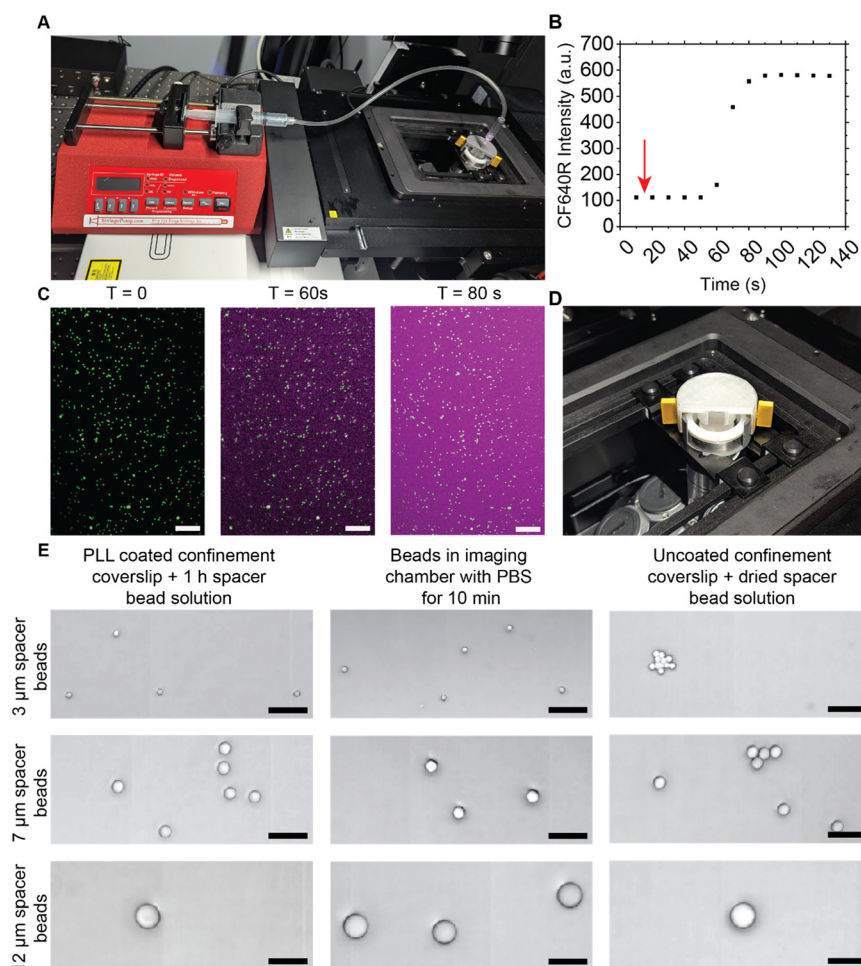 A
B
700
600
500
400
300
200
100
0
CF640R Intensity (a.u.)
0 20 40 60 80 100 120 140
Time (s)
C
T = 0
T = 60s
T = 80 s
D
E
PLL coated confinement
coverslip + 1 h spacer
bead solution
Beads in imaging
chamber with PBS
for 10 min
Uncoated confinement
coverslip + dried spacer
bead solution
3 µm spacer
beads
7 µm spacer
beads
12 µm spacer
beads